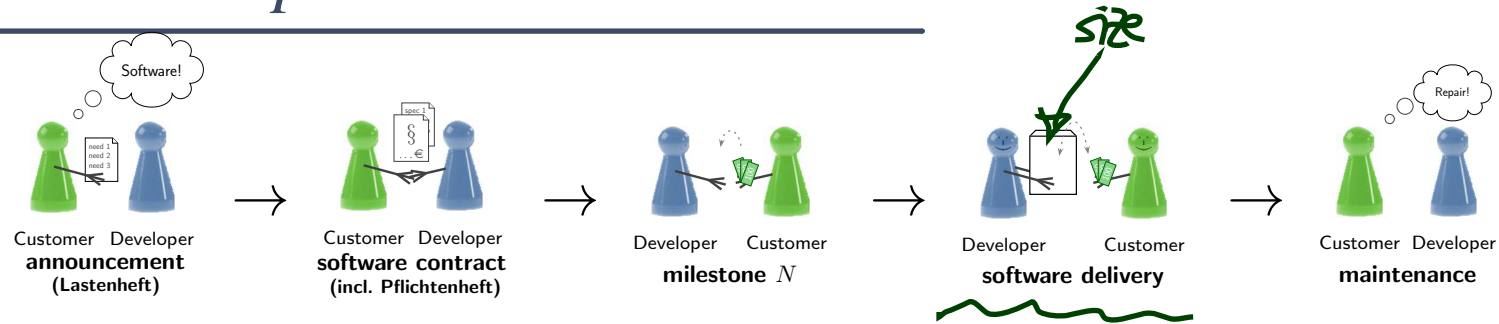 size
Software!
need 1
need 2
need 3
Customer Developer
announcement
(Lastenheft)
spec 1
§
...€
Customer Developer
software contract
(incl. Pflichtenheft)
Developer Customer
milestone N
Developer Customer
software delivery
Repair!
Customer Developer
maintenance